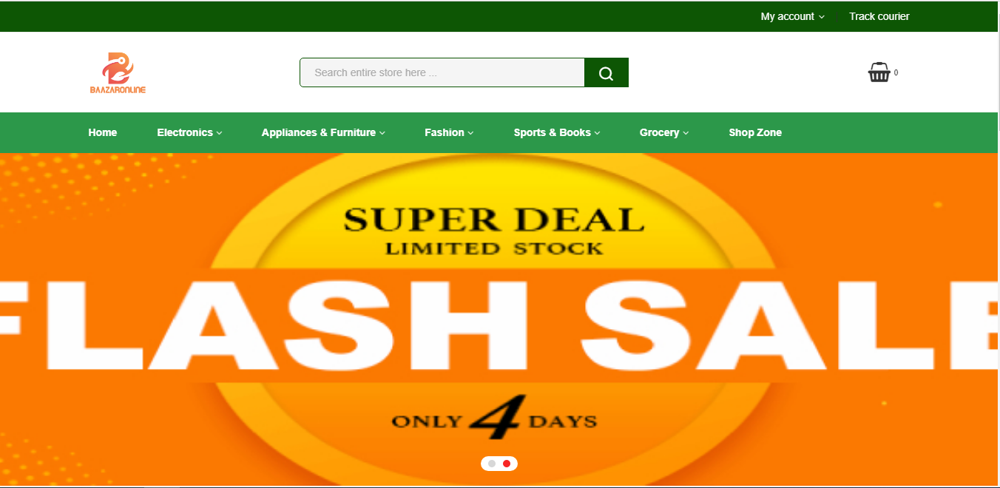 My account Track courier
BAAZARONLINE
Search entire store here ...
0
Home Electronics Appliances & Furniture Fashion Sports & Books Grocery Shop Zone
SUPER DEAL
LIMITED STOCK
FLASH SALE
ONLY 4 DAYS